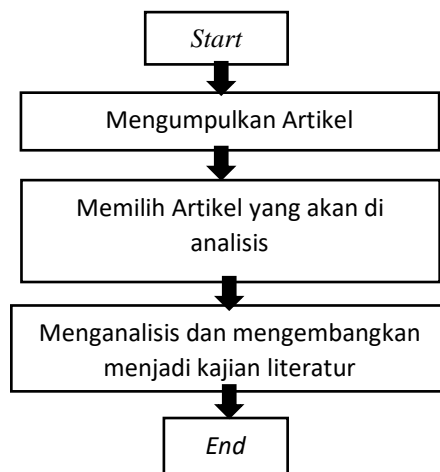 Start
Mengumpulkan Artikel
Memilih Artikel yang akan di
analisis
Menganalisis dan mengembangkan
menjadi kajian literatur
End